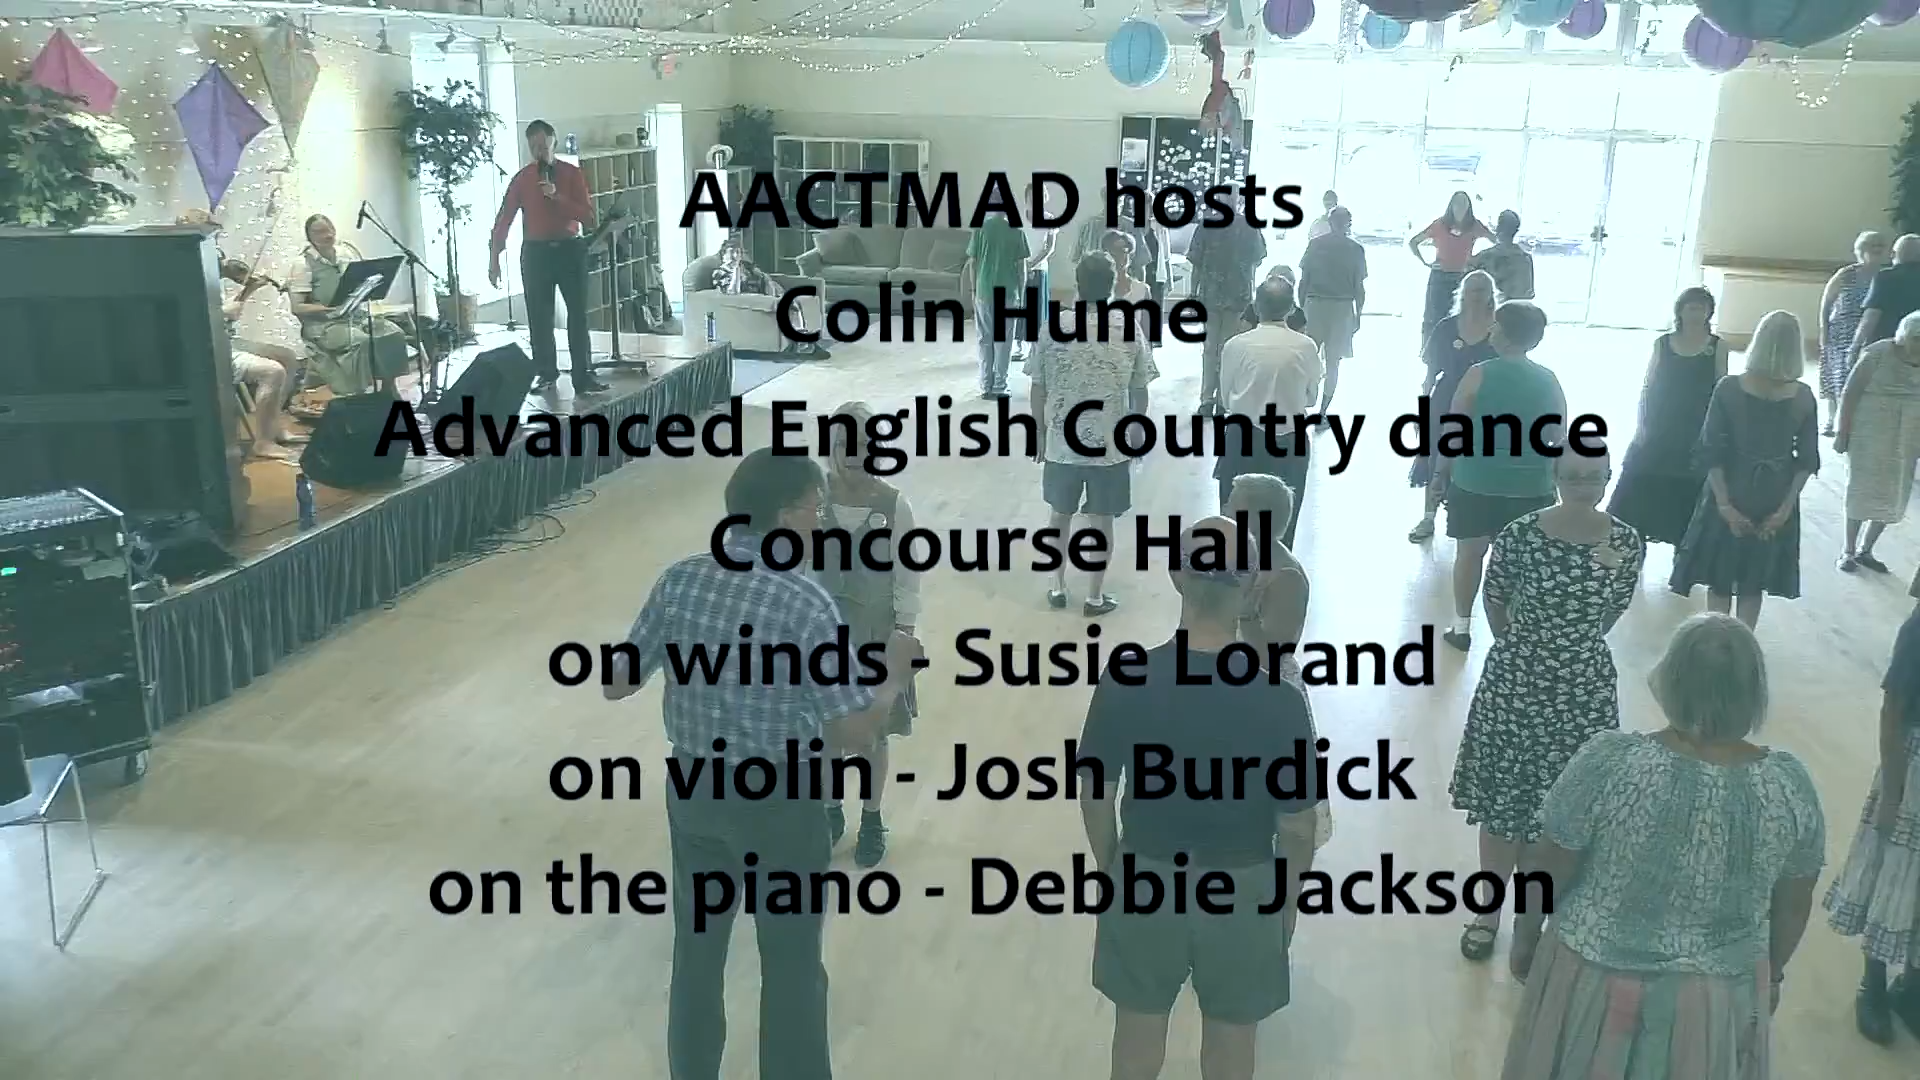 AACTMAD hosts
Colin Hume
Advanced English Country dance
Concourse Hall
on winds - Susie Lorand
on violin - Josh Burdick
on the piano - Debbie Jackson